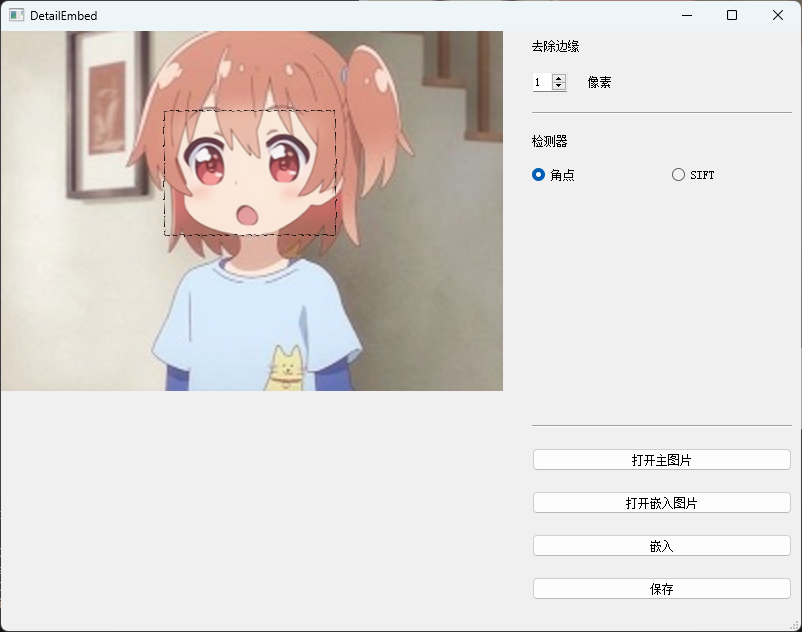 DetailEmbed
去除边缘
1 像素
检测器
角点 SIFT
打开主图片
打开嵌入图片
嵌入
保存